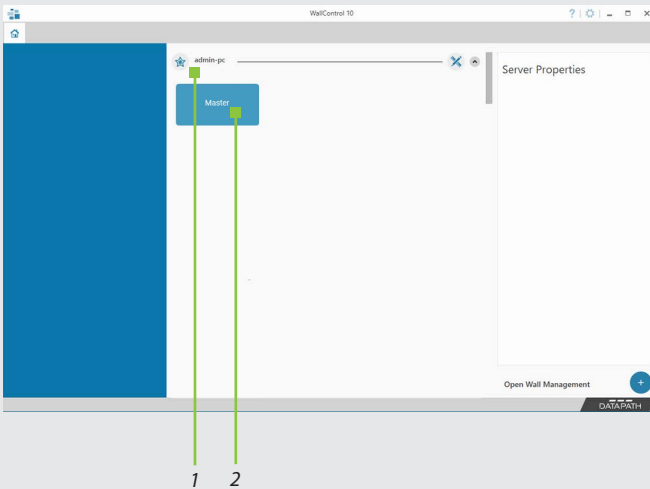 WallControl 10
?
admin-pc
Server Properties
Master
Open Wall Management
+
DATAPATH
1 2